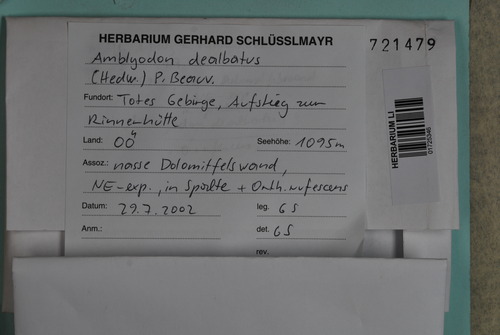 HERBARIUM GERHARD SCHLÜSSLMAYR
721479
Amblyodon dealbatus
(Hedw.) P. Beauv.
Fundort: Totes Gebirge, Aufstieg zur
Rinnerhütte
Land: OÖ Seehöhe: 1095m
Assoz.: nasse Dolomitfelswand,
NE-exp., in Spalte + Orth. rufescens
Datum: 29.7.2002 leg. GS
Anm.: det. GS
rev.
HERBARIUM LI